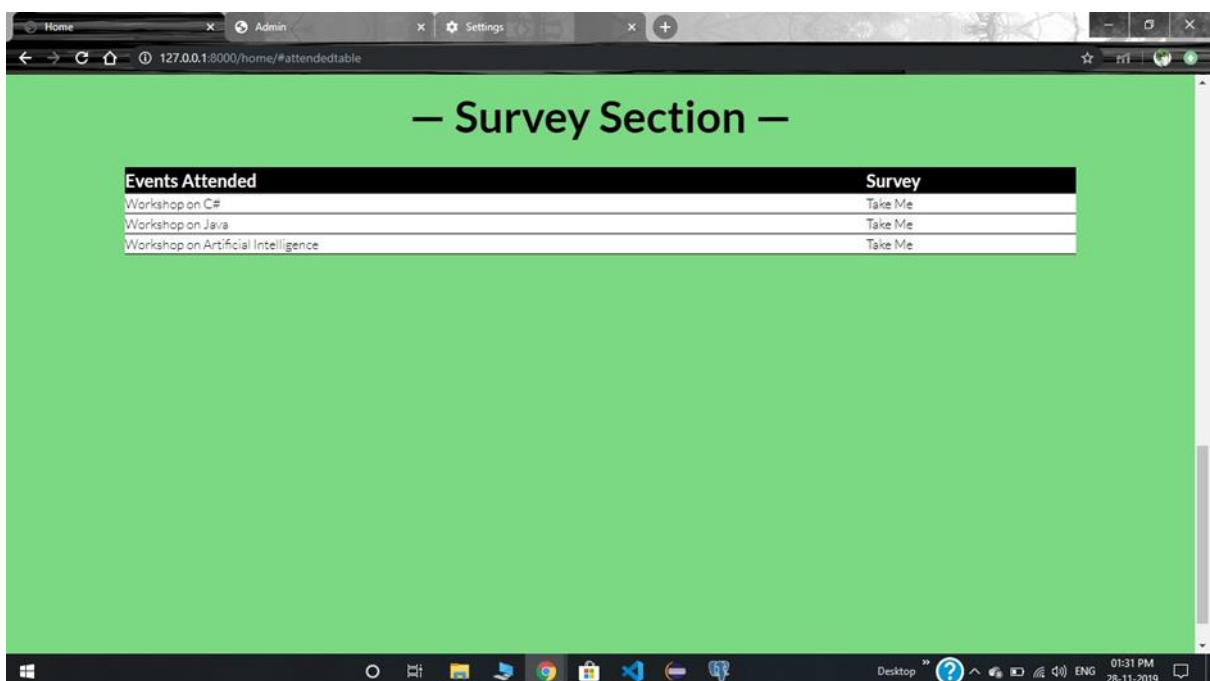 Home
Admin
Settings
127.0.0.1:8000/home/#attendedtable
— Survey Section —
Events Attended Survey
Workshop on C# Take Me
Workshop on Java Take Me
Workshop on Artificial Intelligence Take Me
Desktop
ENG
01:31 PM
28-11-2019